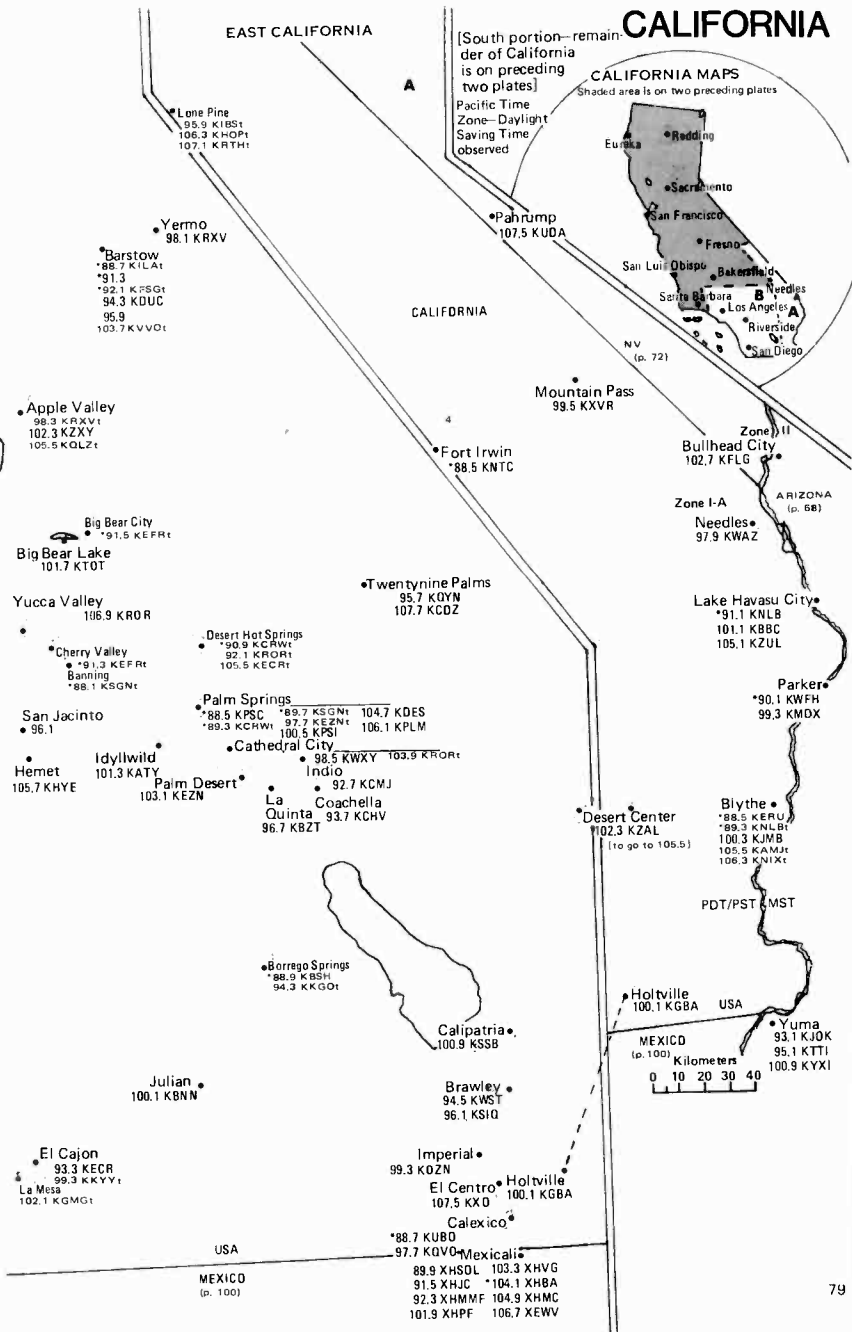 CALIFORNIA
EAST CALIFORNIA
A
[South portion—remain-
der of California
is on preceding
two plates]
Pacific Time
Zone—Daylight
Saving Time
observed
CALIFORNIA MAPS
Shaded area is on two preceding plates
Eureka
Redding
Sacramento
San Francisco
Fresno
San Luis Obispo
Bakersfield
Needles
Santa Barbara
B
Los Angeles
A
A
Riverside
San Diego
Lone Pine
95.9 KIBSt
106.3 KHOPt
107.1 KRTHt
Yermo
98.1 KRXV
Barstow
*88.7 KILAt
*91.3
*92.1 KFSGt
94.3 KDUC
95.9
103.7 KVVOt
Pahrump
107.5 KUDA
CALIFORNIA
NV
(p. 72)
Mountain Pass
99.5 KXVR
Apple Valley
98.3 KRXVt
102.3 KZXY
105.5 KQLZt
4
Fort Irwin
*88.5 KNTC
Zone II
Bullhead City
102.7 KFLG
Zone I-A
ARIZONA
(p. 68)
Needles
97.9 KWAZ
Big Bear City
*91.5 KEFRt
Big Bear Lake
101.7 KTOT
Twentynine Palms
95.7 KQYN
107.7 KCDZ
Lake Havasu City
*91.1 KNLB
101.1 KBBC
105.1 KZUL
Yucca Valley
106.9 KROR
Cherry Valley
*91.3 KEFRt
Banning
*88.1 KSGNt
Desert Hot Springs
*90.9 KCRWt
92.1 KRORt
105.5 KECRt
Parker
*90.1 KWFH
99.3 KMDX
San Jacinto
96.1
Palm Springs
*88.5 KPSC *89.7 KSGNt 104.7 KDES
*89.3 KCRWt 97.7 KEZNt 106.1 KPLM
100.5 KPSI
Cathedral City
98.5 KWXY 103.9 KRORt
Hemet
105.7 KHYE
Idyllwild
101.3 KATY
Palm Desert
103.1 KEZN
Indio
92.7 KCMJ
La
Quinta
96.7 KBZT
Coachella
93.7 KCHV
Desert Center
102.3 KZAL
[to go to 105.5]
Blythe
*88.5 KERU
*89.3 KNLBt
100.3 KJMB
105.5 KAMJt
106.3 KNIXt
PDT/PST MST
Borrego Springs
*88.9 KBSH
94.3 KKGOt
Holtville
100.1 KGBA
USA
MEXICO
(p. 100)
Yuma
93.1 KJOK
95.1 KTTI
100.9 KYXI
Kilometers
0 10 20 30 40
Calipatria
100.9 KSSB
Julian
100.1 KBNN
Brawley
94.5 KWST
96.1 KSIQ
El Cajon
93.3 KECR
99.3 KKYYt
La Mesa
102.1 KGMGt
Imperial
99.3 KOZN
El Centro
107.5 KXO
Holtville
100.1 KGBA
Calexico
*88.7 KUBO
97.7 KQVO
USA
MEXICO
(p. 100)
Mexicali
89.9 XHSOL 103.3 XHVG
91.5 XHJC *104.1 XHBA
92.3 XHMMF 104.9 XHMC
101.9 XHPF 106.7 XEWV
79